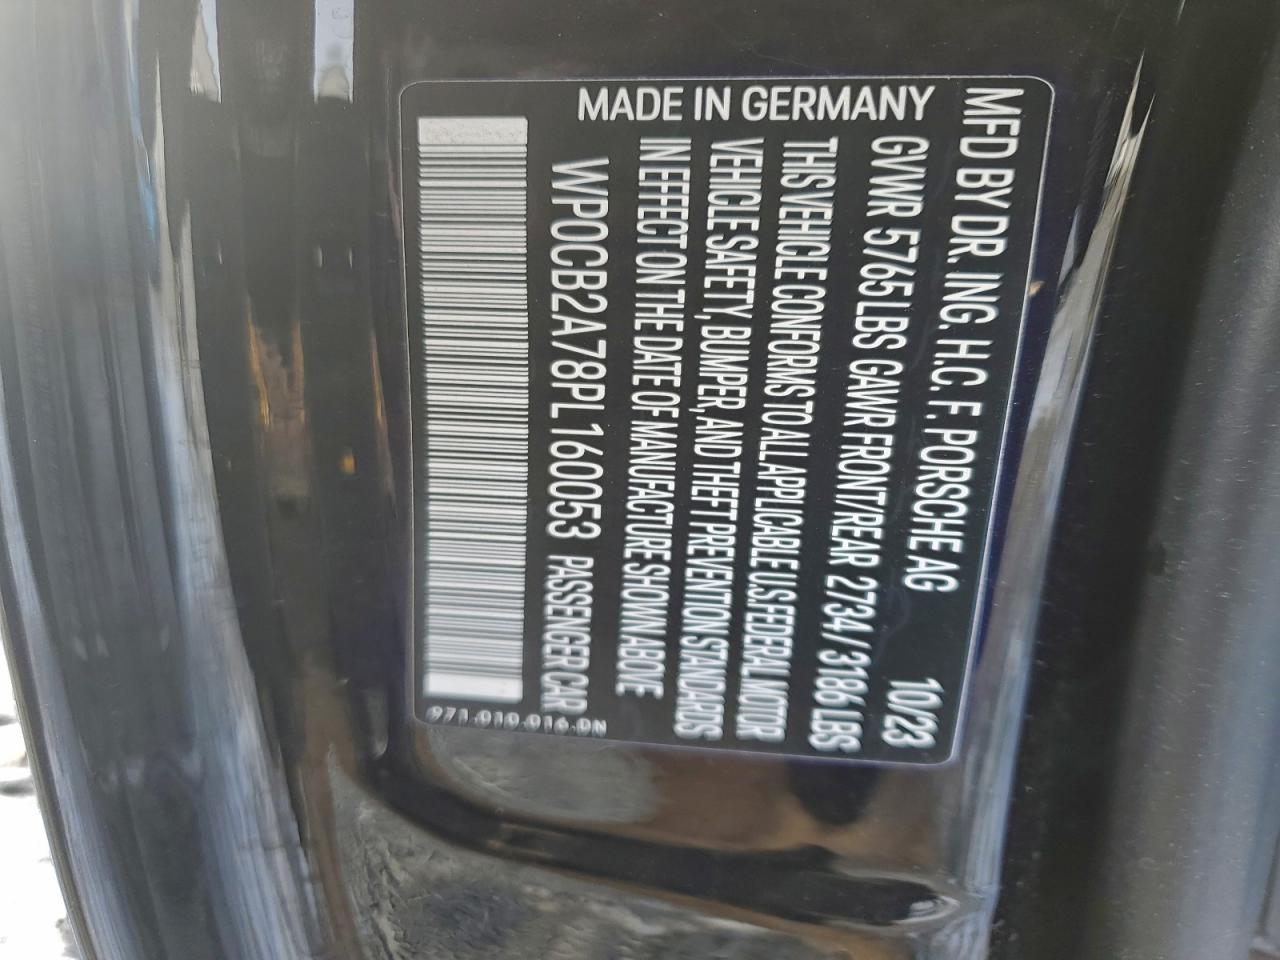 MFD BY DR. ING. H.C. F. PORSCHE AG 10/23
GVWR 5765 LBS GAWR FRONT/REAR 2734 / 3186 LBS
THIS VEHICLE CONFORMS TO ALL APPLICABLE U.S. FEDERAL MOTOR
VEHICLE SAFETY, BUMPER, AND THEFT PREVENTION STANDARDS
IN EFFECT ON THE DATE OF MANUFACTURE SHOWN ABOVE
WP0CB2A78PL160053 PASSENGER CAR
MADE IN GERMANY
971.010.016.DN